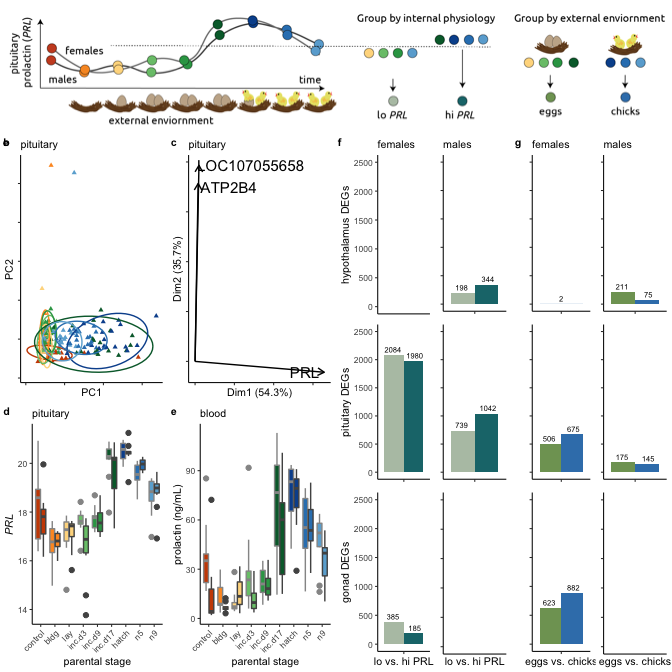 pituitary
prolactin (PRL)
females
males
time
external enviornment
Group by internal physiology
lo PRL
hi PRL
Group by external enviornment
eggs
chicks
b pituitary
PC2
PC1
c pituitary
LOC107055658
ATP2B4
PRL
Dim2 (35.7%)
Dim1 (54.3%)
d pituitary
PRL
20
18
16
14
control
bldg
lay
inc.d3
inc.d9
inc.d17
hatch
n5
n9
parental stage
e blood
prolactin (ng/mL)
90
60
30
0
control
bldg
lay
inc.d3
inc.d9
inc.d17
hatch
n5
n9
parental stage
f
females
males
hypothalamus DEGs
2500
2000
1500
1000
500
0
198
344
pituitary DEGs
2500
2000
1500
1000
500
0
2084
1980
739
1042
gonad DEGs
2500
2000
1500
1000
500
0
385
185
lo vs. hi PRL
lo vs. hi PRL
g
females
males
2
211
75
506
675
175
145
623
882
eggs vs. chicks
eggs vs. chicks